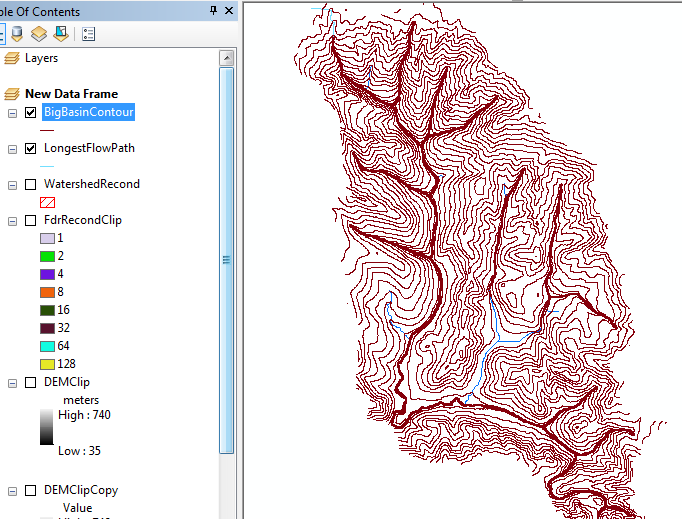 ble Of Contents
Layers
New Data Frame
BigBasinContour
LongestFlowPath
WatershedRecond
FdrRecondClip
1
2
4
8
16
32
64
128
DEMClip
meters
High : 740
Low : 35
DEMClipCopy
Value